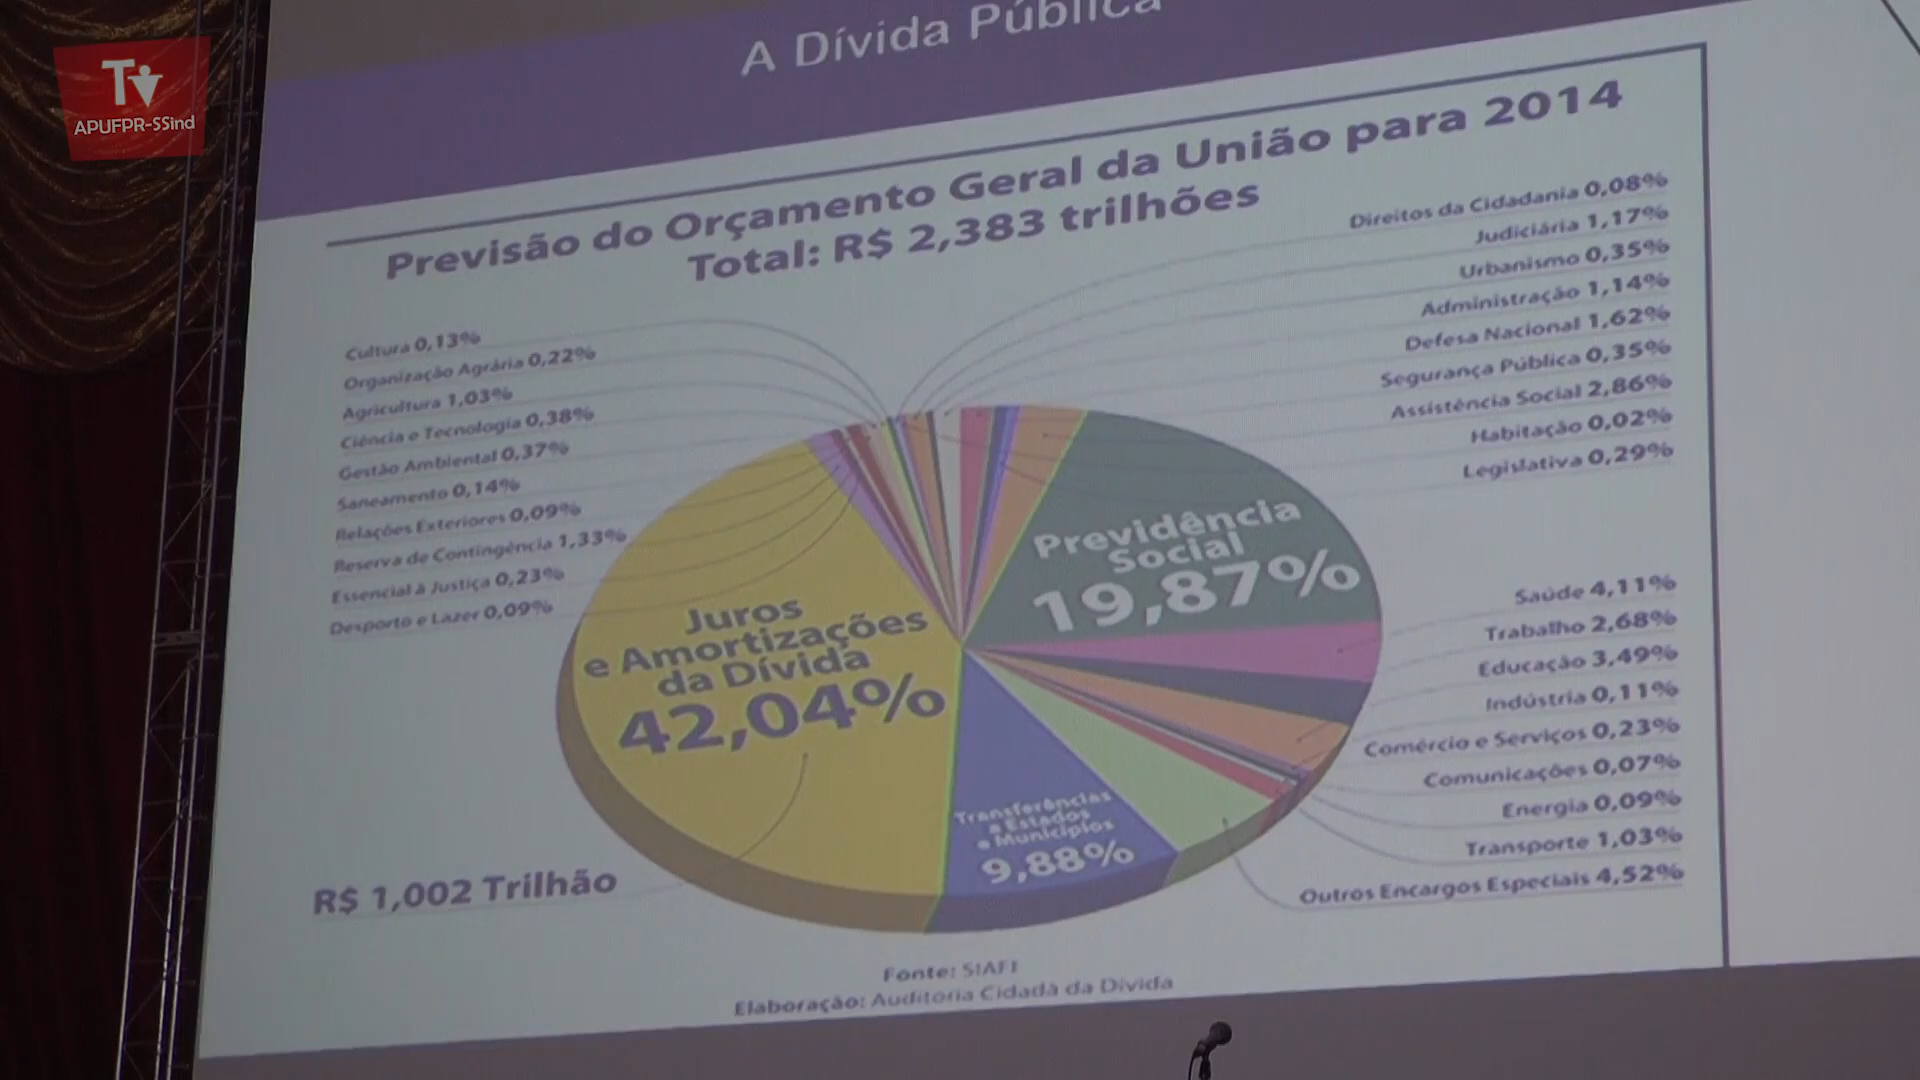 TV
APUFPR-SSind
A Dívida Pública
Previsão do Orçamento Geral da União para 2014
Total: R$ 2,383 trilhões
Cultura 0,13%
Organização Agrária 0,22%
Agricultura 1,03%
Ciência e Tecnologia 0,38%
Gestão Ambiental 0,37%
Saneamento 0,14%
Relações Exteriores 0,09%
Reserva de Contingência 1,33%
Essencial à Justiça 0,23%
Desporto e Lazer 0,09%
Direitos da Cidadania 0,08%
Judiciária 1,17%
Urbanismo 0,35%
Administração 1,14%
Defesa Nacional 1,62%
Segurança Pública 0,35%
Assistência Social 2,86%
Habitação 0,02%
Legislativa 0,29%
Previdência
Social
19,87%
Juros
e Amortizações
da Dívida
42,04%
Saúde 4,11%
Trabalho 2,68%
Educação 3,49%
Indústria 0,11%
Comércio e Serviços 0,23%
Comunicações 0,07%
Energia 0,09%
Transporte 1,03%
Outros Encargos Especiais 4,52%
Transferências
a Estados
e Municípios
9,88%
R$ 1,002 Trilhão
Fonte: SIAFI
Elaboração: Auditoria Cidadã da Dívida